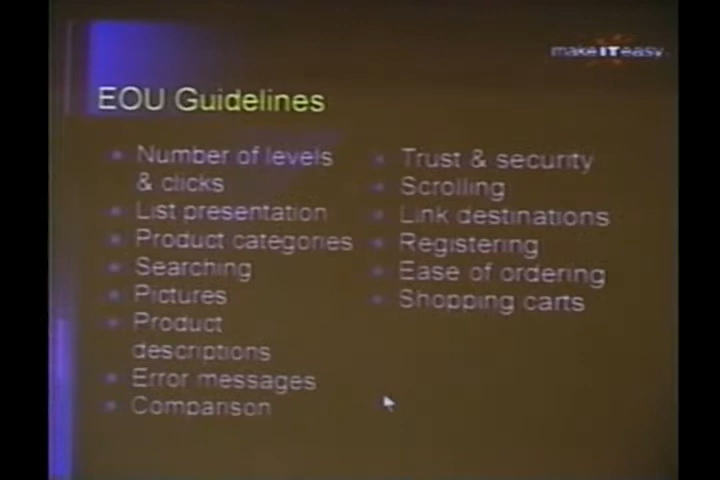 make IT easy
EOU Guidelines
Number of levels
& clicks
List presentation
Product categories
Searching
Pictures
Product
descriptions
Error messages
Comparison
Trust & security
Scrolling
Link destinations
Registering
Ease of ordering
Shopping carts